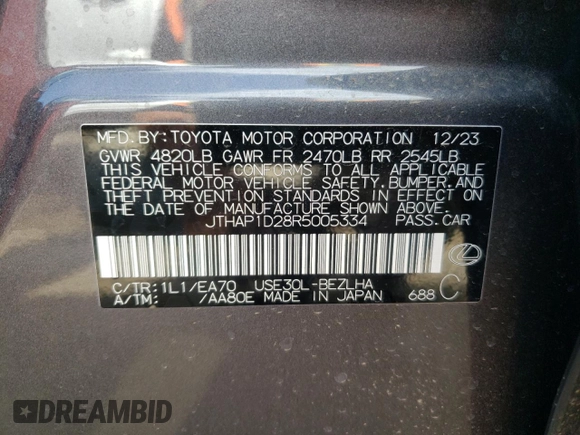 MFD. BY: TOYOTA MOTOR CORPORATION 12/23
GVWR 4820LB GAWR FR 2470LB RR 2545LB
THIS VEHICLE CONFORMS TO ALL APPLICABLE
FEDERAL MOTOR VEHICLE SAFETY, BUMPER, AND
THEFT PREVENTION STANDARDS IN EFFECT ON
THE DATE OF MANUFACTURE SHOWN ABOVE.
JTHAP1D28R5005334 PASS-CAR
C/TR: 1L1/EA70 USE30L-BEZLHA
A/TM: /AA80E MADE IN JAPAN 688 C
DREAMBID